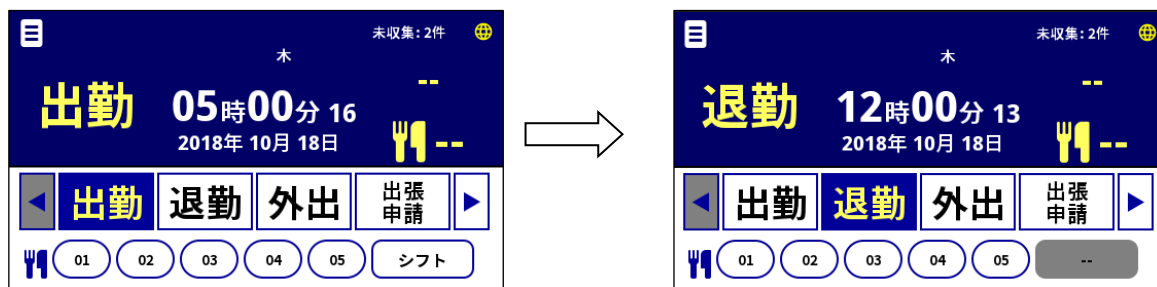 未収集: 2件
木
出勤
05時00分 16
--
2018年 10月 18日
--
出勤
退勤
外出
出張
申請
01
02
03
04
05
シフト
未収集: 2件
木
退勤
12時00分 13
--
2018年 10月 18日
--
出勤
退勤
外出
出張
申請
01
02
03
04
05
--